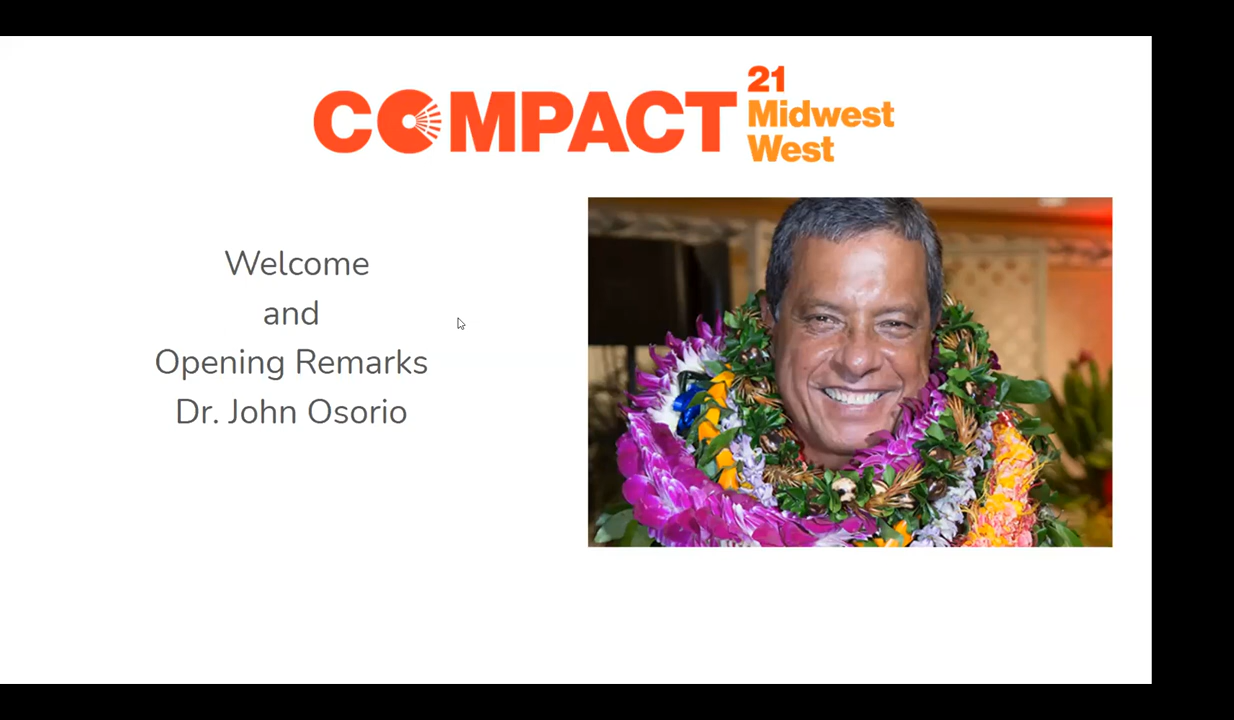 COMPACT
21
Midwest
West
Welcome
and
Opening Remarks
Dr. John Osorio